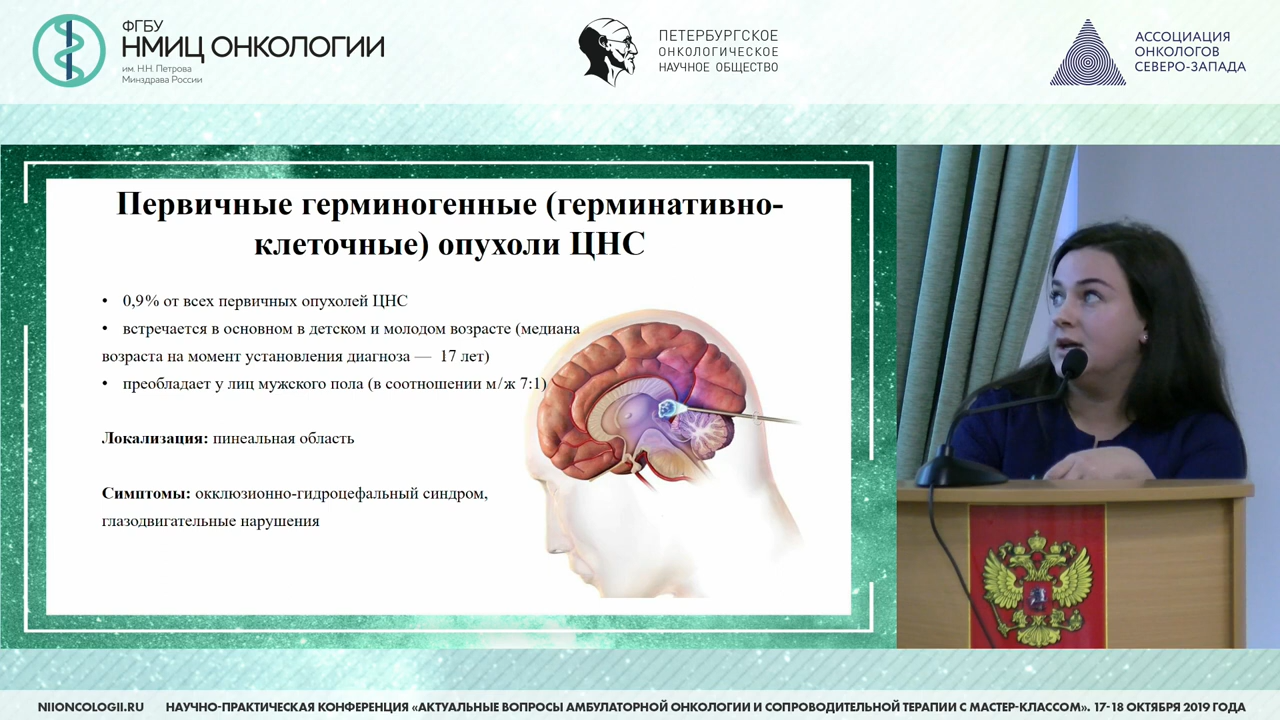 ФГБУ
НМИЦ ОНКОЛОГИИ
им. Н.Н. Петрова
Минздрава России
ПЕТЕРБУРГСКОЕ
ОНКОЛОГИЧЕСКОЕ
НАУЧНОЕ ОБЩЕСТВО
АССОЦИАЦИЯ
ОНКОЛОГОВ
СЕВЕРО-ЗАПАДА
Первичные герминогенные (герминативно-
клеточные) опухоли ЦНС
• 0,9% от всех первичных опухолей ЦНС
• встречается в основном в детском и молодом возрасте (медиана
возраста на момент установления диагноза — 17 лет)
• преобладает у лиц мужского пола (в соотношении м/ж 7:1)
Локализация: пинеальная область
Симптомы: окклюзионно-гидроцефальный синдром,
глазодвигательные нарушения
NIIONCOLOGII.RU НАУЧНО-ПРАКТИЧЕСКАЯ КОНФЕРЕНЦИЯ «АКТУАЛЬНЫЕ ВОПРОСЫ АМБУЛАТОРНОЙ ОНКОЛОГИИ И СОПРОВОДИТЕЛЬНОЙ ТЕРАПИИ С МАСТЕР-КЛАССОМ». 17-18 ОКТЯБРЯ 2019 ГОДА